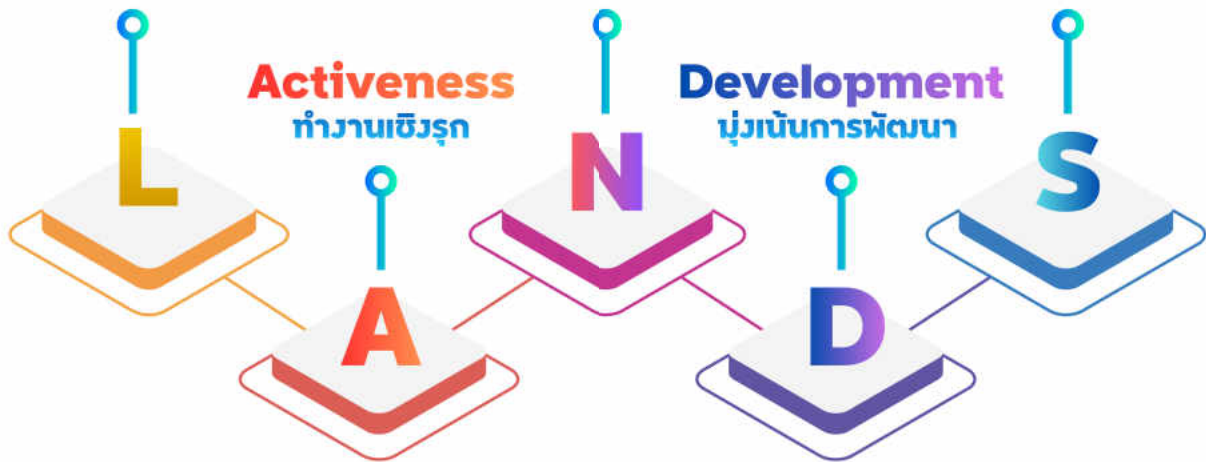 Activeness
ทำงานเชิงรุก
Development
มุ่งเน้นการพัฒนา
L
A
N
D
S